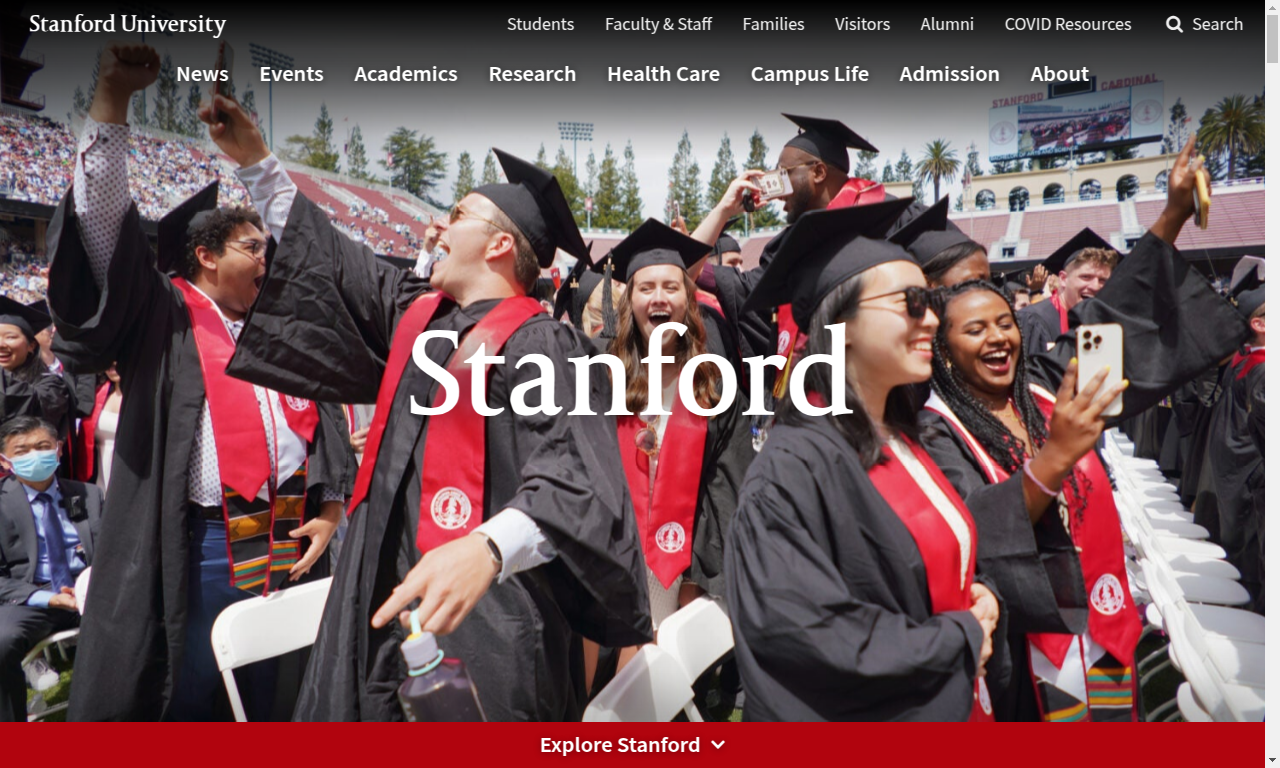 Stanford University
Students Faculty & Staff Families Visitors Alumni COVID Resources Search
News Events Academics Research Health Care Campus Life Admission About
STANFORD CARDINAL
Stanford
Explore Stanford